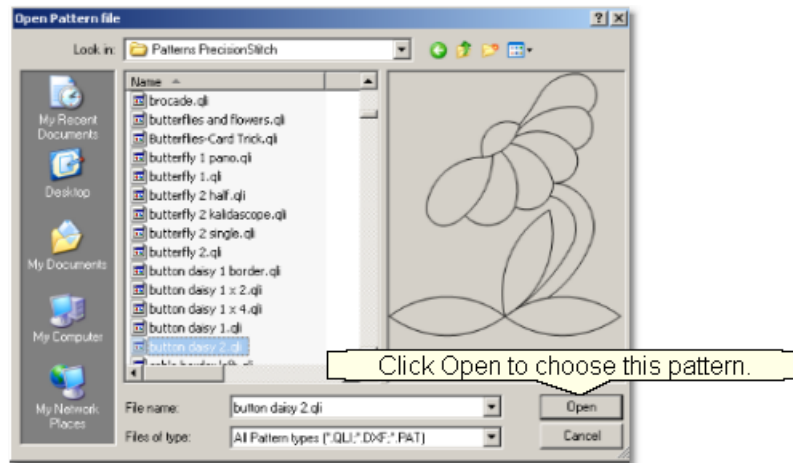 Open Pattern file
Look in:
Patterns PrecisionStitch
My Recent
Documents
Desktop
My Documents
My Computer
My Network
Places
Name
brocade.qli
butterflies and flowers.qli
Butterflies-Card Trick.qli
butterfly 1 pano.qli
butterfly 1.qli
butterfly 2 half.qli
butterfly 2 kalidascope.qli
butterfly 2 single.qli
butterfly 2.qli
button daisy 1 border.qli
button daisy 1 x 2.qli
button daisy 1 x 4.qli
button daisy 1.qli
button daisy 2.qli
Click Open to choose this pattern.
File name:
button daisy 2.qli
Open
Files of type:
All Pattern types (*.QLI;*.DXF;*.PAT)
Cancel